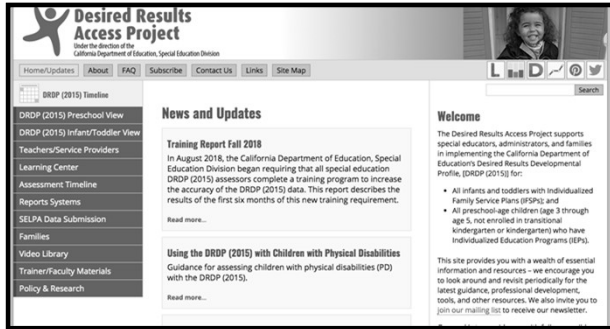 Desired Results
Access Project
Under the direction of the
California Department of Education, Special Education Division
Home/Updates
About
FAQ
Subscribe
Contact Us
Links
Site Map
L
D
Search
DRDP (2015) Timeline
DRDP (2015) Preschool View
DRDP (2015) Infant/Toddler View
Teachers/Service Providers
Learning Center
Assessment Timeline
Reports Systems
SELPA Data Submission
Families
Video Library
Trainer/Faculty Materials
Policy & Research
News and Updates
Training Report Fall 2018
In August 2018, the California Department of Education, Special
Education Division began requiring that all special education
DRDP (2015) assessors complete a training program to increase
the accuracy of the DRDP (2015) data. This report describes the
results of the first six months of this new training requirement.
Read more...
Using the DRDP (2015) with Children with Physical Disabilities
Guidance for assessing children with physical disabilities (PD)
with the DRDP (2015).
Read more...
Welcome
The Desired Results Access Project supports
special educators, administrators, and families
in implementing the California Department of
Education's Desired Results Developmental
Profile, [DRDP (2015)] for:
• All infants and toddlers with Individualized
Family Service Plans (IFSPs); and
• All preschool-age children (age 3 through
age 5, not enrolled in transitional
kindergarten or kindergarten) who have
Individualized Education Programs (IEPs).
This site provides you with a wealth of essential
information and resources – we encourage you
to look around and revisit periodically for the
latest guidance, professional development,
tools, and other resources. We also invite you to
join our mailing list to receive our newsletter.